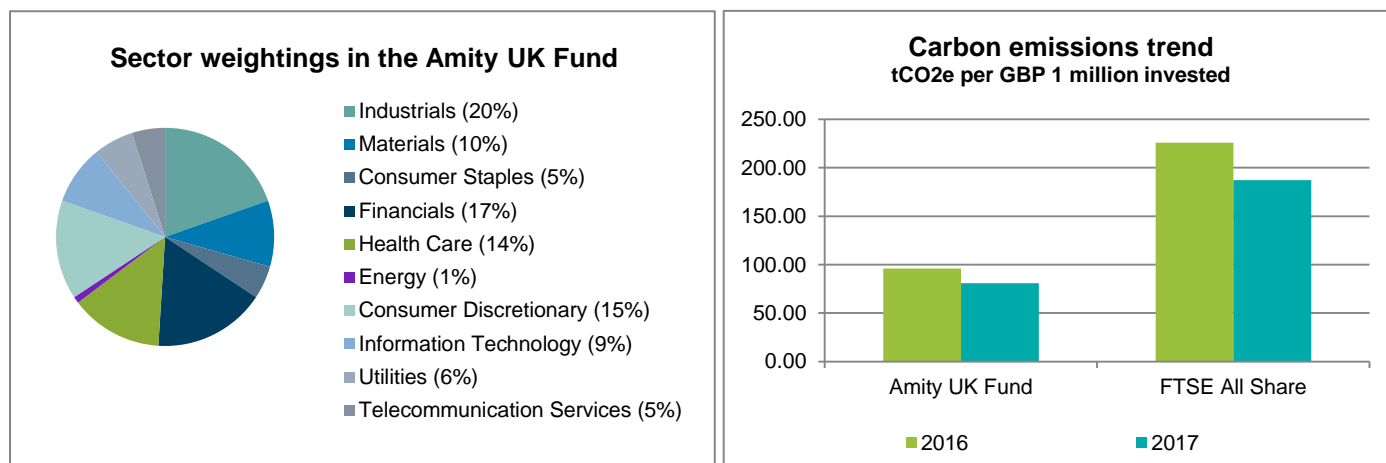 Sector weightings in the Amity UK Fund
Industrials (20%)
Materials (10%)
Consumer Staples (5%)
Financials (17%)
Health Care (14%)
Energy (1%)
Consumer Discretionary (15%)
Information Technology (9%)
Utilities (6%)
Telecommunication Services (5%)
Carbon emissions trend
tCO2e per GBP 1 million invested
250.00
200.00
150.00
100.00
50.00
0.00
Amity UK Fund
FTSE All Share
2016
2017